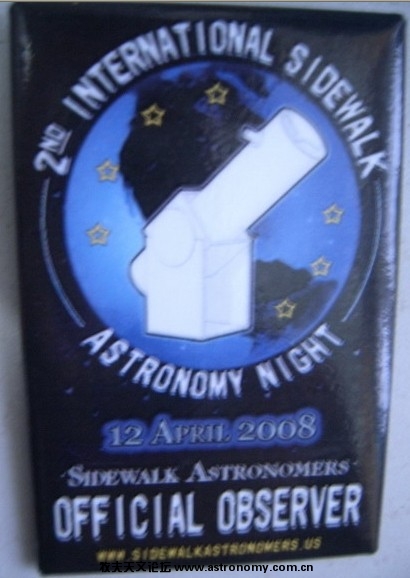 2ND INTERNATIONAL SIDEWALK
ASTRONOMY NIGHT
12 APRIL 2008
·SIDEWALK ASTRONOMERS·
OFFICIAL OBSERVER
WWW.SIDEWALKASTRONOMERS.US
牧夫天文论坛 www.astronomy.com.cn